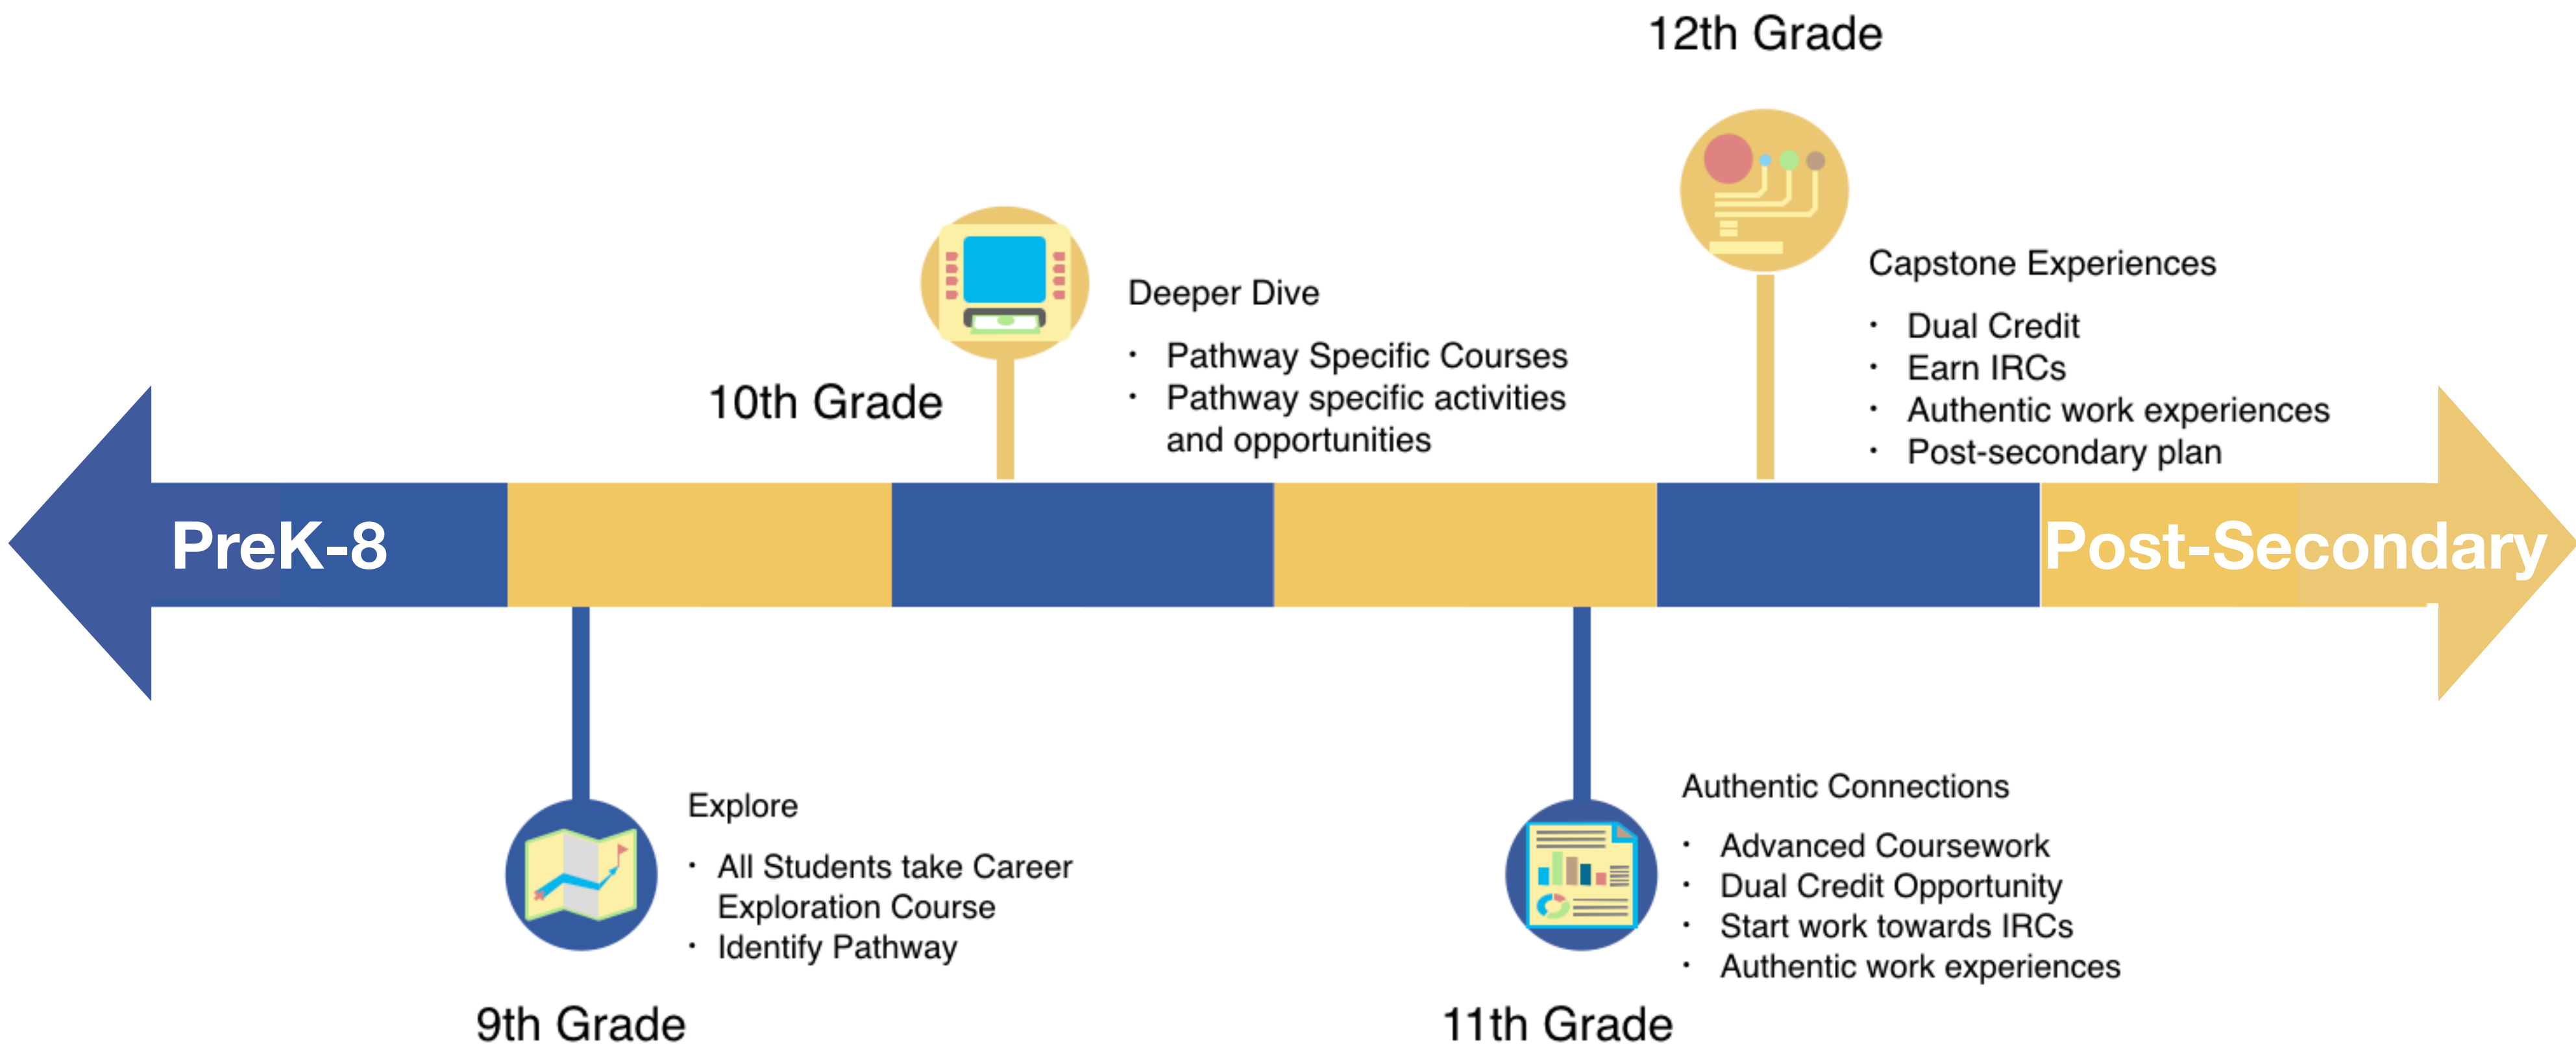 12th Grade
Capstone Experiences
· Dual Credit
· Earn IRCs
· Authentic work experiences
· Post-secondary plan
10th Grade
Deeper Dive
· Pathway Specific Courses
· Pathway specific activities
and opportunities
PreK-8
Post-Secondary
Explore
· All Students take Career
Exploration Course
· Identify Pathway
9th Grade
Authentic Connections
· Advanced Coursework
· Dual Credit Opportunity
· Start work towards IRCs
· Authentic work experiences
11th Grade